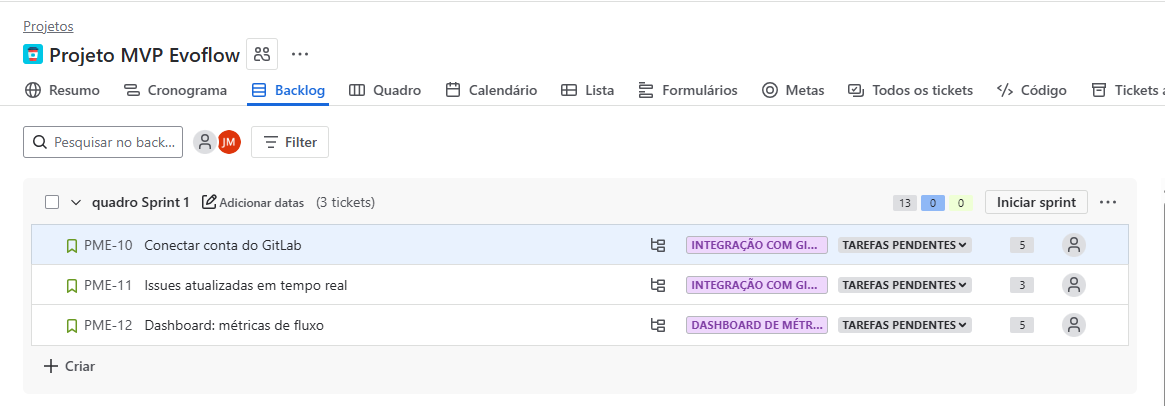 Projetos
Projeto MVP Evoflow
Resumo Cronograma Backlog Quadro Calendário Lista Formulários Metas Todos os tickets Código Tickets a
Pesquisar no back... JM Filter
quadro Sprint 1 Adicionar datas (3 tickets) 13 0 0 Iniciar sprint
PME-10 Conectar conta do GitLab INTEGRAÇÃO COM GI... TAREFAS PENDENTES 5
PME-11 Issues atualizadas em tempo real INTEGRAÇÃO COM GI... TAREFAS PENDENTES 3
PME-12 Dashboard: métricas de fluxo DASHBOARD DE MÉTR... TAREFAS PENDENTES 5
Criar